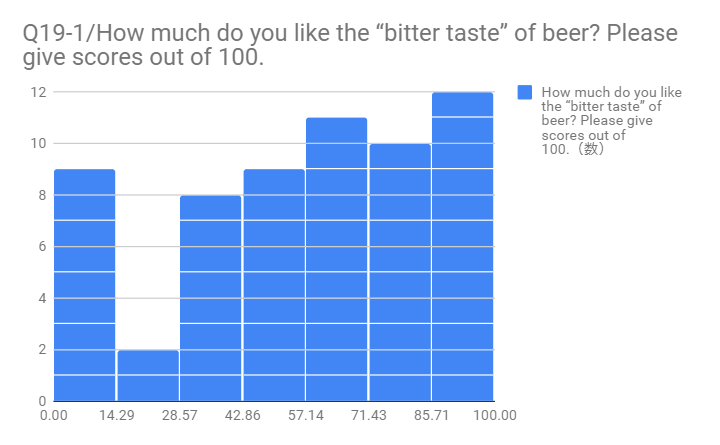 Q19-1/How much do you like the “bitter taste” of beer? Please
give scores out of 100.
12
10
8
6
4
2
0
0.00 14.29 28.57 42.86 57.14 71.43 85.71 100.00
How much do you like
the “bitter taste” of
beer? Please give
scores out of
100.（数）